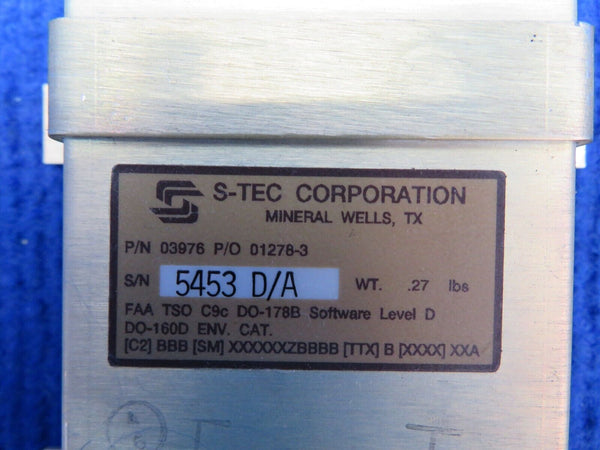 S-TEC CORPORATION
MINERAL WELLS, TX
P/N 03976 P/O 01278-3
S/N 5453 D/A WT. .27 lbs
FAA TSO C9c DO-178B Software Level D
DO-160D ENV. CAT.
[C2] BBB [SM] XXXXXXZBBBB [TTX] B [XXXX] XXA